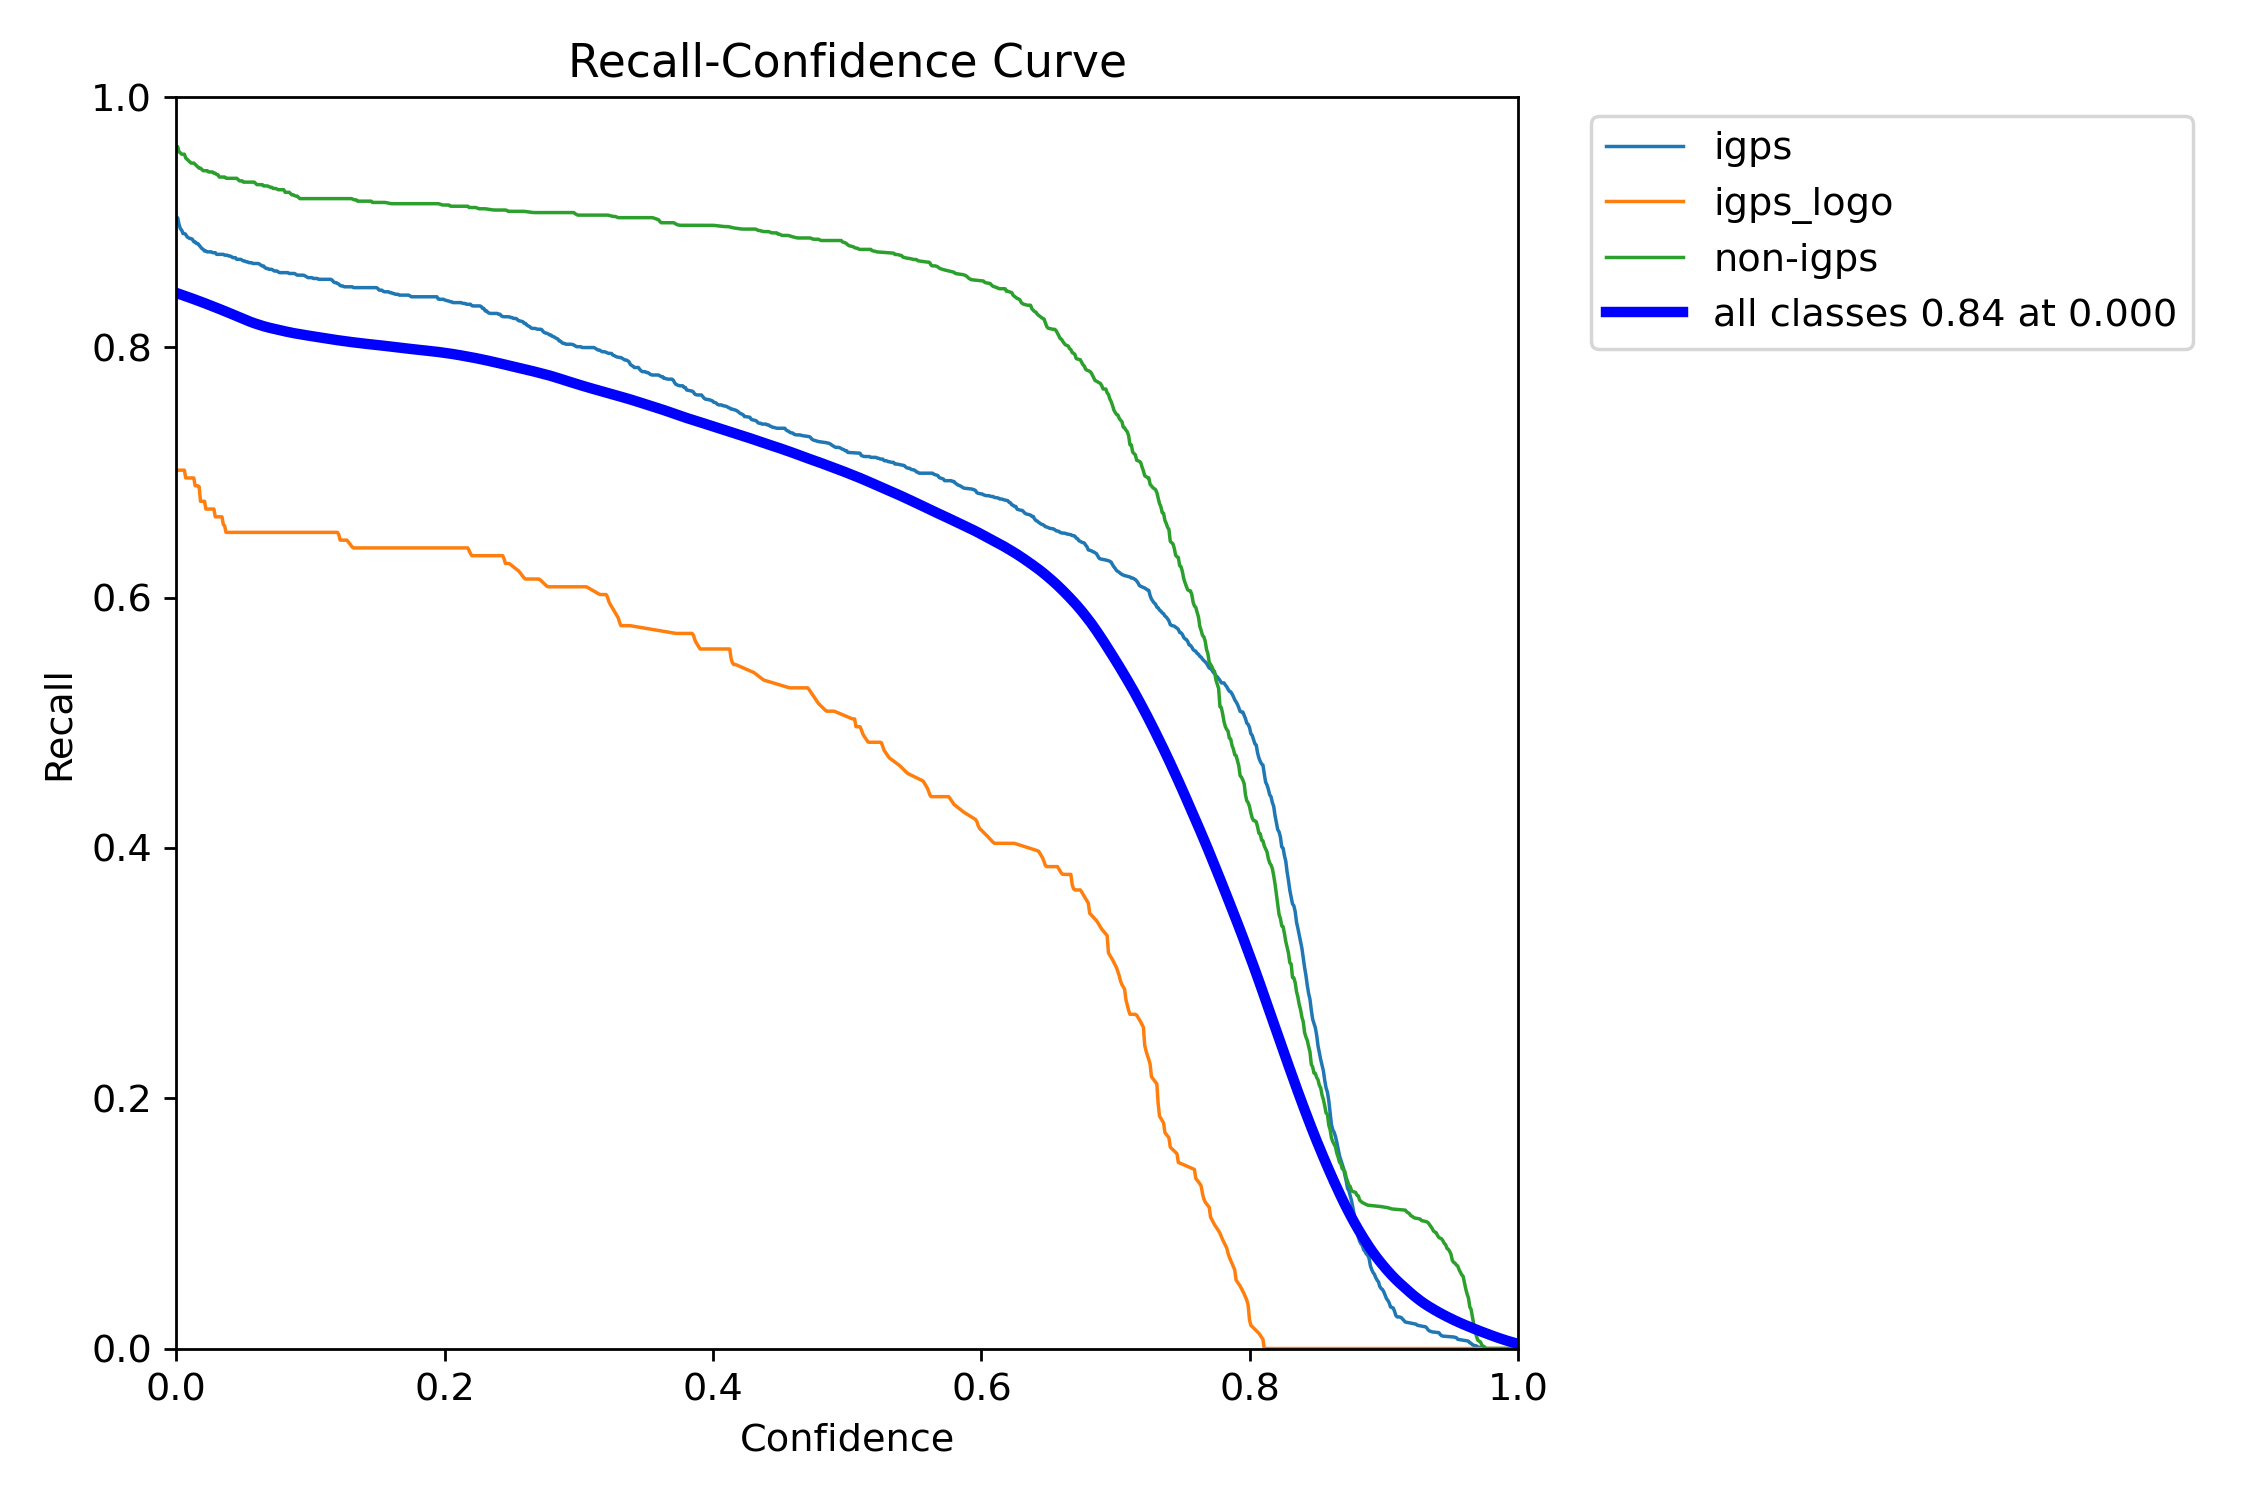 Recall-Confidence Curve
1.0
0.8
0.6
0.4
0.2
0.0
Recall
0.0 0.2 0.4 0.6 0.8 1.0
Confidence
igps
igps_logo
non-igps
all classes 0.84 at 0.000